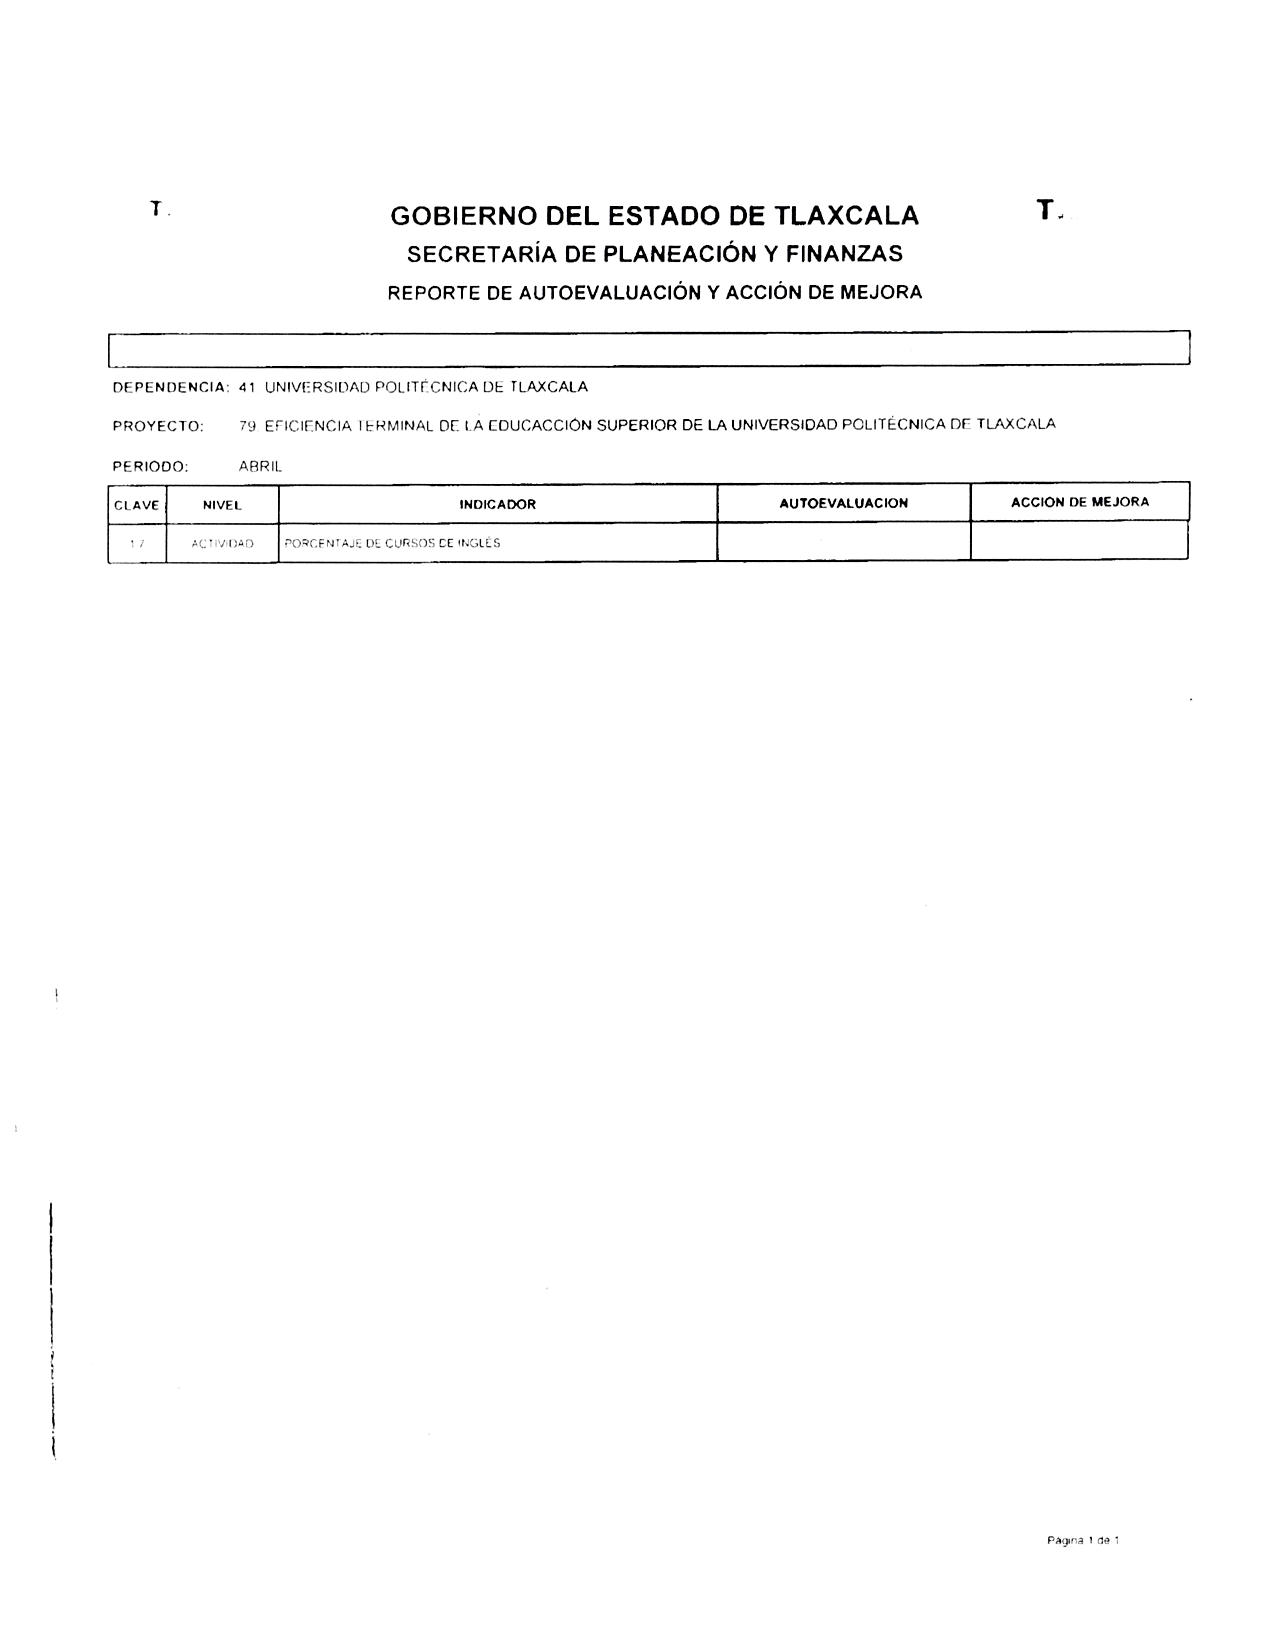 T.
GOBIERNO DEL ESTADO DE TLAXCALA
T.
SECRETARÍA DE PLANEACIÓN Y FINANZAS
REPORTE DE AUTOEVALUACIÓN Y ACCIÓN DE MEJORA
DEPENDENCIA: 41 UNIVERSIDAD POLITÉCNICA DE TLAXCALA
PROYECTO: 79 EFICIENCIA TERMINAL DE LA EDUCACCIÓN SUPERIOR DE LA UNIVERSIDAD POLITÉCNICA DE TLAXCALA
PERIODO: ABRIL
CLAVE NIVEL INDICADOR AUTOEVALUACION ACCION DE MEJORA
17 ACTIVIDAD PORCENTAJE DE CURSOS DE INGLÉS
Página 1 de 1